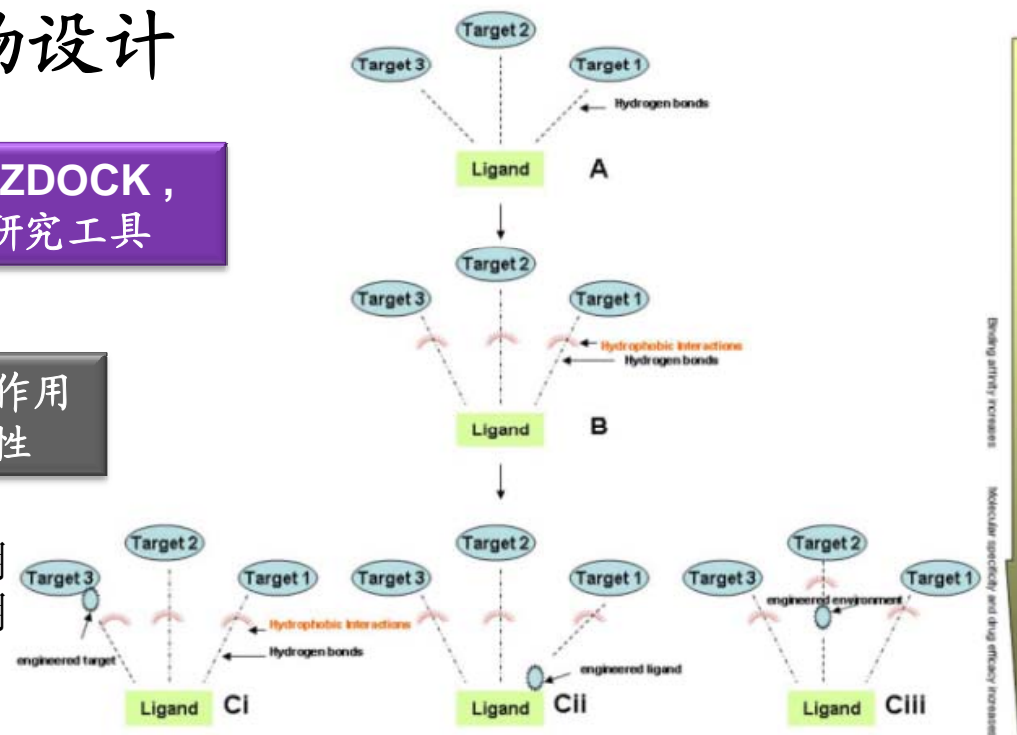 物设计
ZDOCK ,
研究工具
作用
性
Target 2
Target 3
Target 1
Hydrogen bonds
Ligand
A
Target 2
Target 3
Target 1
Hydrophobic Interactions
Hydrogen bonds
Ligand
B
Target 2
Target 3
Target 1
Hydrophobic Interactions
Hydrogen bonds
engineered target
Ligand
Ci
Target 2
Target 3
Target 1
engineered ligand
Ligand
Cii
Target 2
Target 3
Target 1
engineered environment
Ligand
Ciii
Binding affinity increases
Molecular specificity and drug efficacy increases